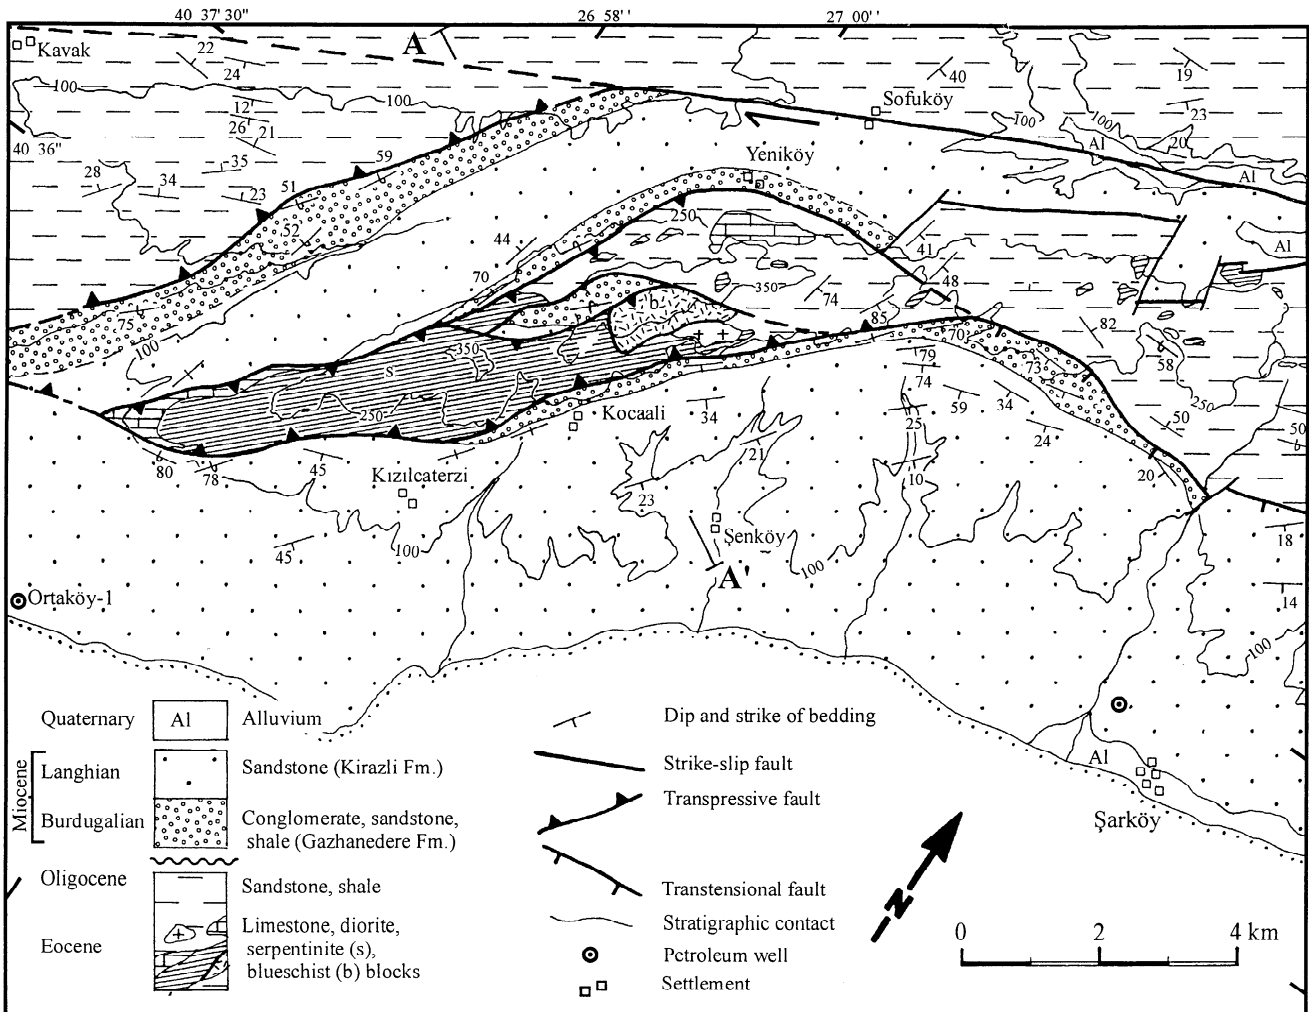 40 37'30"
26 58''
27 00''
A
Kavak
22
24
40
19
100
100
Sofuköy
12'
26
21
100
100
23
40 36"
59
Al
20
Yeniköy
35
28
34
23
51
Al
250
52
44
41
Al
70
48
350
74
b
75
85
82
100
350
70
s
79
73
58
74
250
250
Kocaali
34
59
34
50
25
24
50
21
80
78
45
Kızılcaterzi
10
20
23
Şenköy
45
100
100
18
A'
Ortaköy-1
14
100
Al
Şarköy
Quaternary
Al
Alluvium
Miocene
Langhian
Sandstone (Kirazli Fm.)
Burdugalian
Conglomerate, sandstone,
shale (Gazhanedere Fm.)
Oligocene
Sandstone, shale
Eocene
Limestone, diorite,
serpentinite (s),
blueschist (b) blocks
Dip and strike of bedding
Strike-slip fault
Transpressive fault
Transtensional fault
Stratigraphic contact
Petroleum well
Settlement
N
0 2 4 km